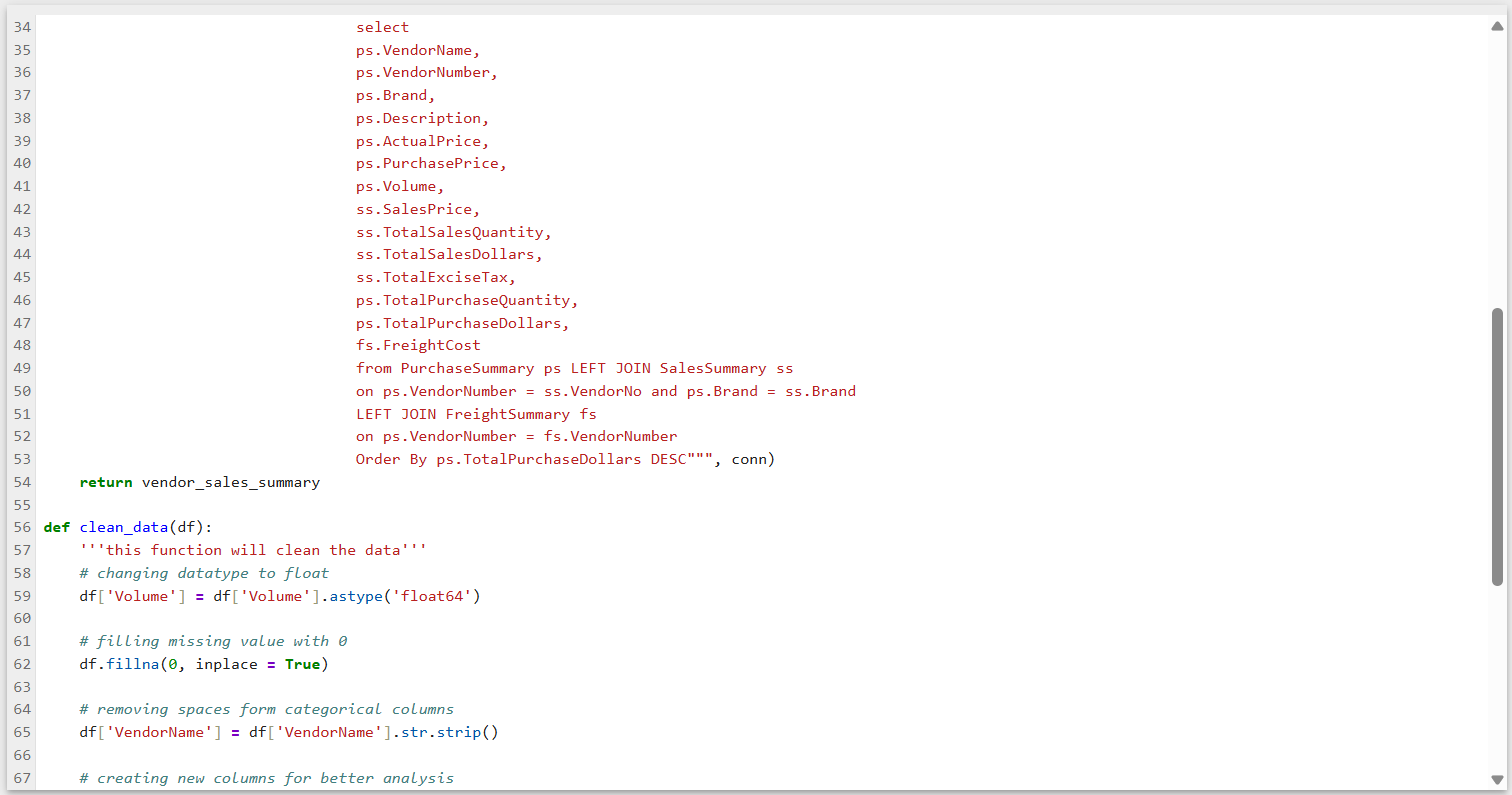 34                                    select
35                                    ps.VendorName,
36                                    ps.VendorNumber,
37                                    ps.Brand,
38                                    ps.Description,
39                                    ps.ActualPrice,
40                                    ps.PurchasePrice,
41                                    ps.Volume,
42                                    ss.SalesPrice,
43                                    ss.TotalSalesQuantity,
44                                    ss.TotalSalesDollars,
45                                    ss.TotalExciseTax,
46                                    ps.TotalPurchaseQuantity,
47                                    ps.TotalPurchaseDollars,
48                                    fs.FreightCost
49                                    from PurchaseSummary ps LEFT JOIN SalesSummary ss
50                                    on ps.VendorNumber = ss.VendorNo and ps.Brand = ss.Brand
51                                    LEFT JOIN FreightSummary fs
52                                    on ps.VendorNumber = fs.VendorNumber
53                                    Order By ps.TotalPurchaseDollars DESC""", conn)
54     return vendor_sales_summary
55
56 def clean_data(df):
57     '''this function will clean the data'''
58     # changing datatype to float
59     df['Volume'] = df['Volume'].astype('float64')
60
61     # filling missing value with 0
62     df.fillna(0, inplace = True)
63
64     # removing spaces form categorical columns
65     df['VendorName'] = df['VendorName'].str.strip()
66
67     # creating new columns for better analysis